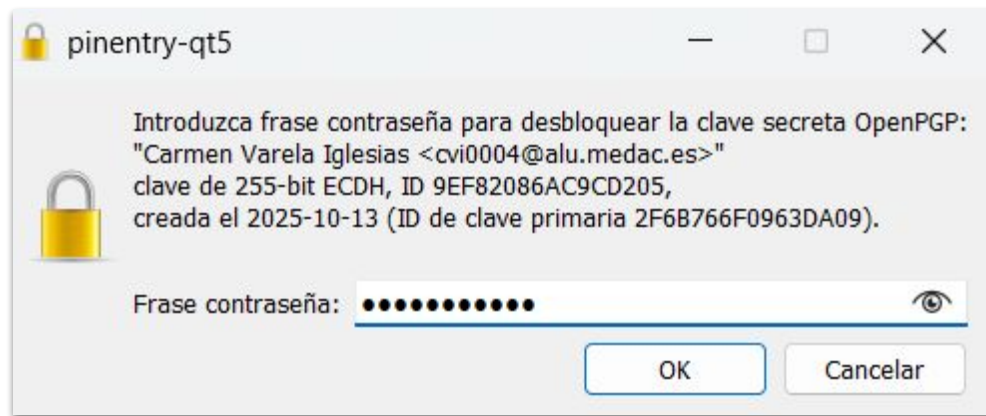 pinentry-qt5
Introduzca frase contraseña para desbloquear la clave secreta OpenPGP:
"Carmen Varela Iglesias <cvi0004@alu.medac.es>"
clave de 255-bit ECDH, ID 9EF82086AC9CD205,
creada el 2025-10-13 (ID de clave primaria 2F6B766F0963DA09).
Frase contraseña: ●●●●●●●●●●●
OK Cancelar